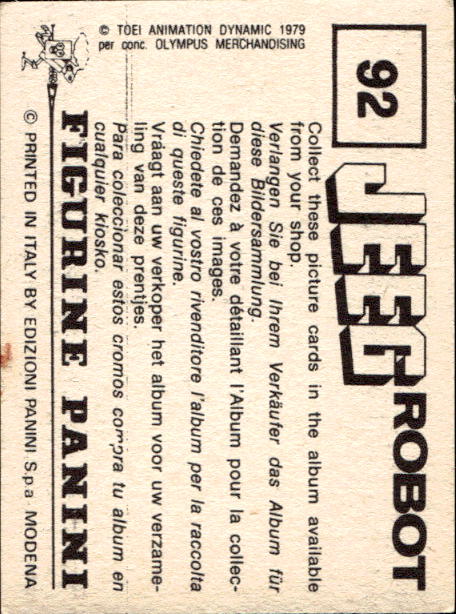 92
JEEG ROBOT
Collect these picture cards in the album available
from your shop.
Verlangen Sie bei Ihrem Verkäufer das Album für
diese Bildersammlung.
Demandez à votre détaillant l'Album pour la collec-
tion de ces images.
Chiedete al vostro rivenditore l'album per la raccolta
di queste figurine.
Vráagt aan uw verkoper het album voor uw verzame-
ling van deze prentjes.
Para coleccionar estos cromos compra tu album en
cualquier kiosko.
FIGURINE PANINI
© PRINTED IN ITALY BY EDIZIONI PANINI S.p.a MODENA
© TOEI ANIMATION DYNAMIC 1979
per conc. OLYMPUS MERCHANDISING